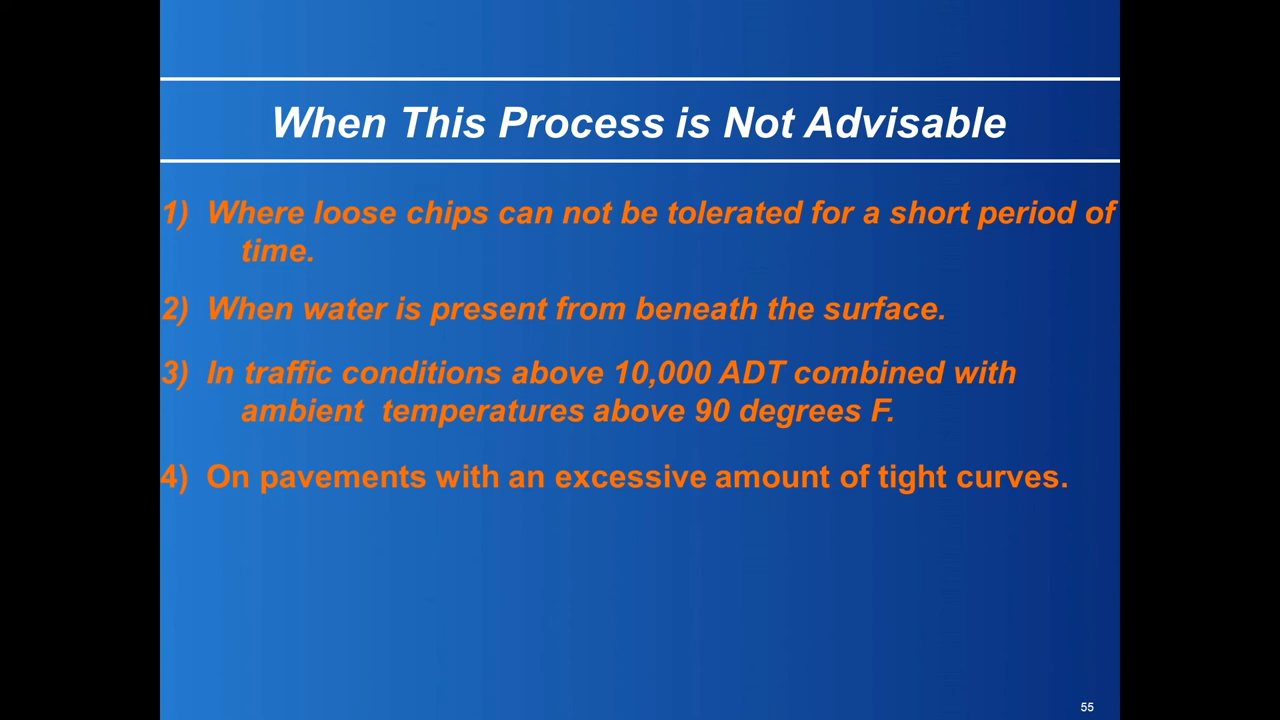 When This Process is Not Advisable
1) Where loose chips can not be tolerated for a short period of
time.
2) When water is present from beneath the surface.
3) In traffic conditions above 10,000 ADT combined with
ambient temperatures above 90 degrees F.
4) On pavements with an excessive amount of tight curves.
55